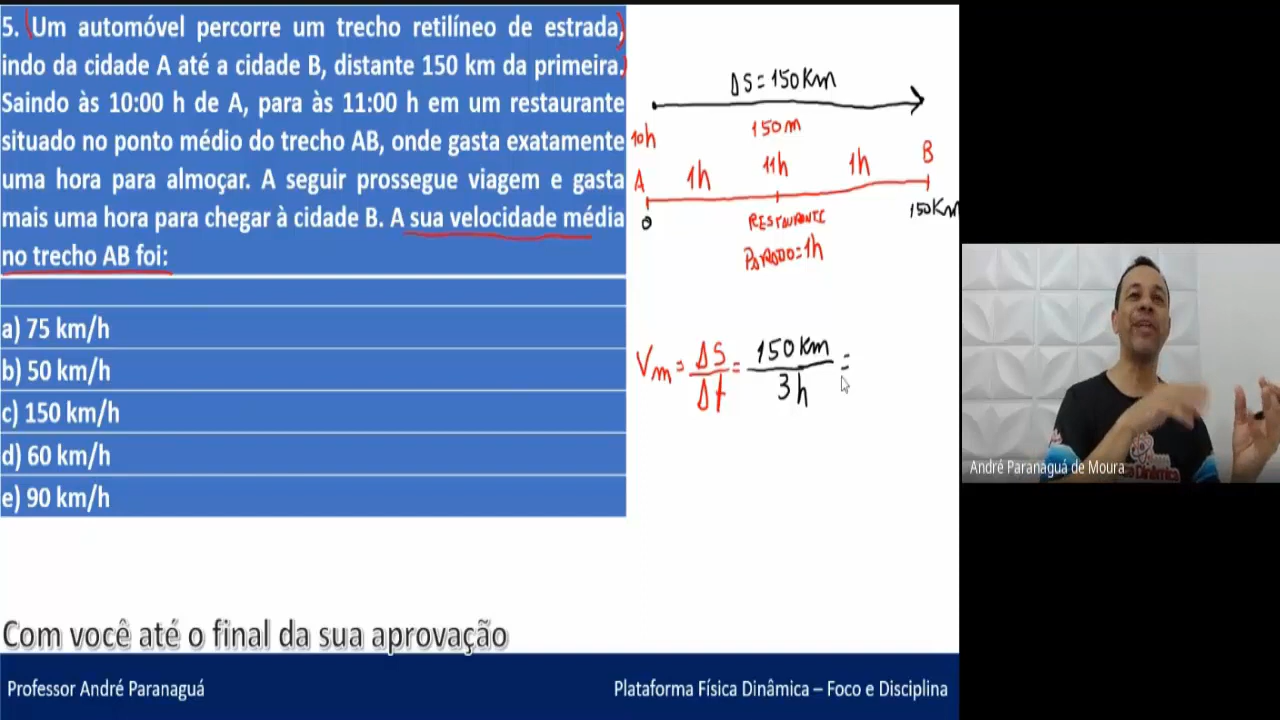 5. Um automóvel percorre um trecho retilíneo de estrada,
indo da cidade A até a cidade B, distante 150 km da primeira.
Saindo às 10:00 h de A, para às 11:00 h em um restaurante
situado no ponto médio do trecho AB, onde gasta exatamente
uma hora para almoçar. A seguir prossegue viagem e gasta
mais uma hora para chegar à cidade B. A sua velocidade média
no trecho AB foi:
a) 75 km/h
b) 50 km/h
c) 150 km/h
d) 60 km/h
e) 90 km/h
ΔS = 150 Km
150 m
10h
1h
11h
1h
A
B
0
RESTAURANTE
150 Km
PARADO = 1h
Vm = ΔS/Δt = 150 Km/3h =
André Paranaguá de Moura
Com você até o final da sua aprovação
Professor André Paranaguá
Plataforma Física Dinâmica – Foco e Disciplina